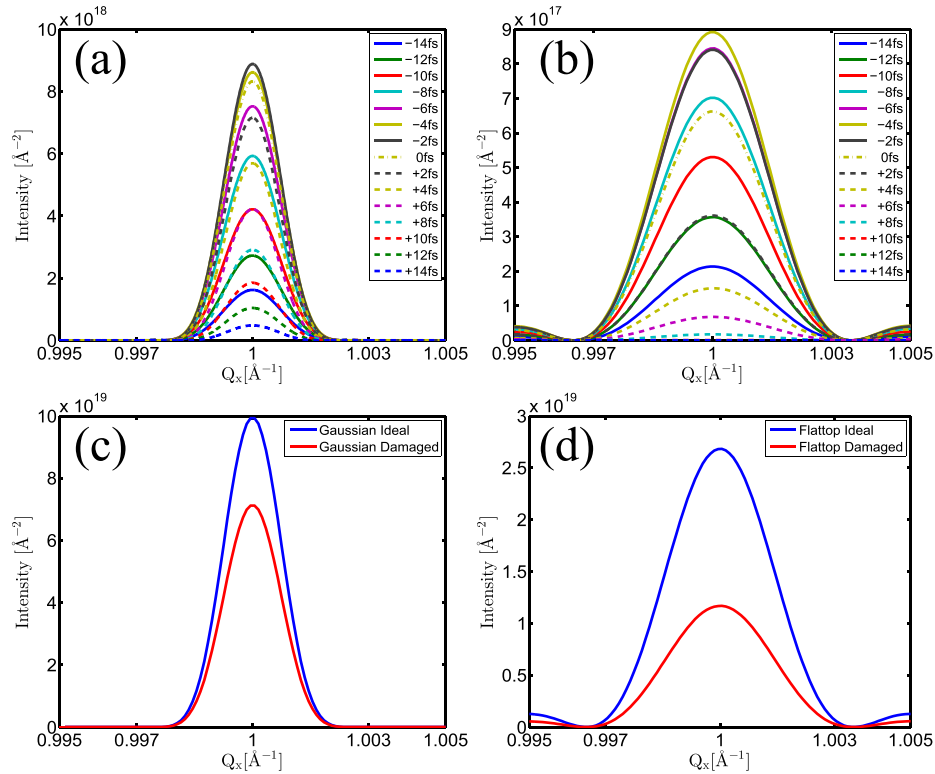 x 10^18
(a)
Intensity [Å^−2]
10
8
6
4
2
0
0.995
0.997
1
1.003
1.005
Q_x[Å^−1]
−14fs
−12fs
−10fs
−8fs
−6fs
−4fs
−2fs
0fs
+2fs
+4fs
+6fs
+8fs
+10fs
+12fs
+14fs
x 10^17
(b)
Intensity [Å^−2]
9
8
7
6
5
4
3
2
1
0
0.995
0.997
1
1.003
1.005
Q_x[Å^−1]
−14fs
−12fs
−10fs
−8fs
−6fs
−4fs
−2fs
0fs
+2fs
+4fs
+6fs
+8fs
+10fs
+12fs
+14fs
x 10^19
(c)
Intensity [Å^−2]
10
8
6
4
2
0
0.995
0.997
1
1.003
1.005
Q_x[Å^−1]
Gaussian Ideal
Gaussian Damaged
x 10^19
(d)
Intensity [Å^−2]
3
2.5
2
1.5
1
0.5
0
0.995
0.997
1
1.003
1.005
Q_x[Å^−1]
Flattop Ideal
Flattop Damaged